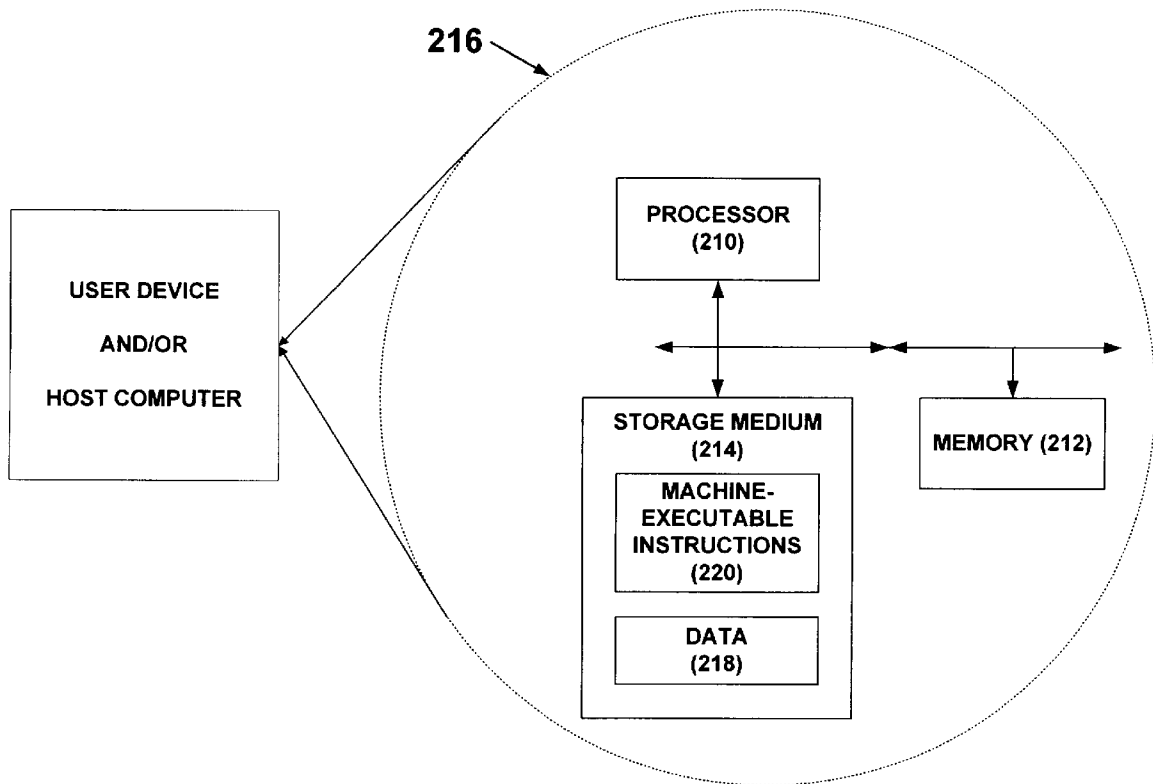 216
PROCESSOR
(210)
USER DEVICE
AND/OR
HOST COMPUTER
STORAGE MEDIUM
(214)
MEMORY (212)
MACHINE-
EXECUTABLE
INSTRUCTIONS
(220)
DATA
(218)